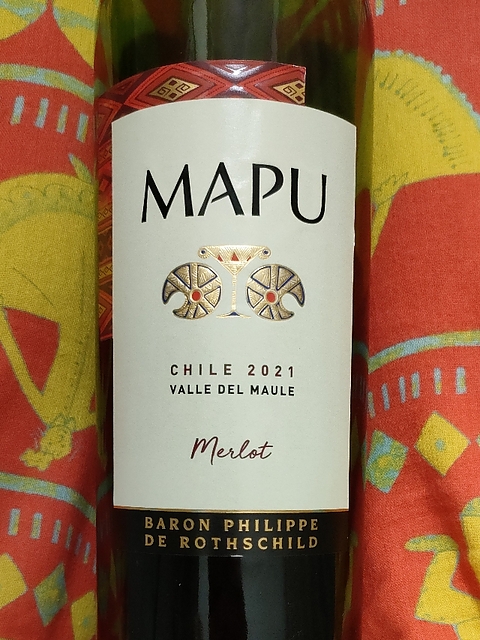 MAPU
CHILE 2021
VALLE DEL MAULE
Merlot
BARON PHILIPPE
DE ROTHSCHILD